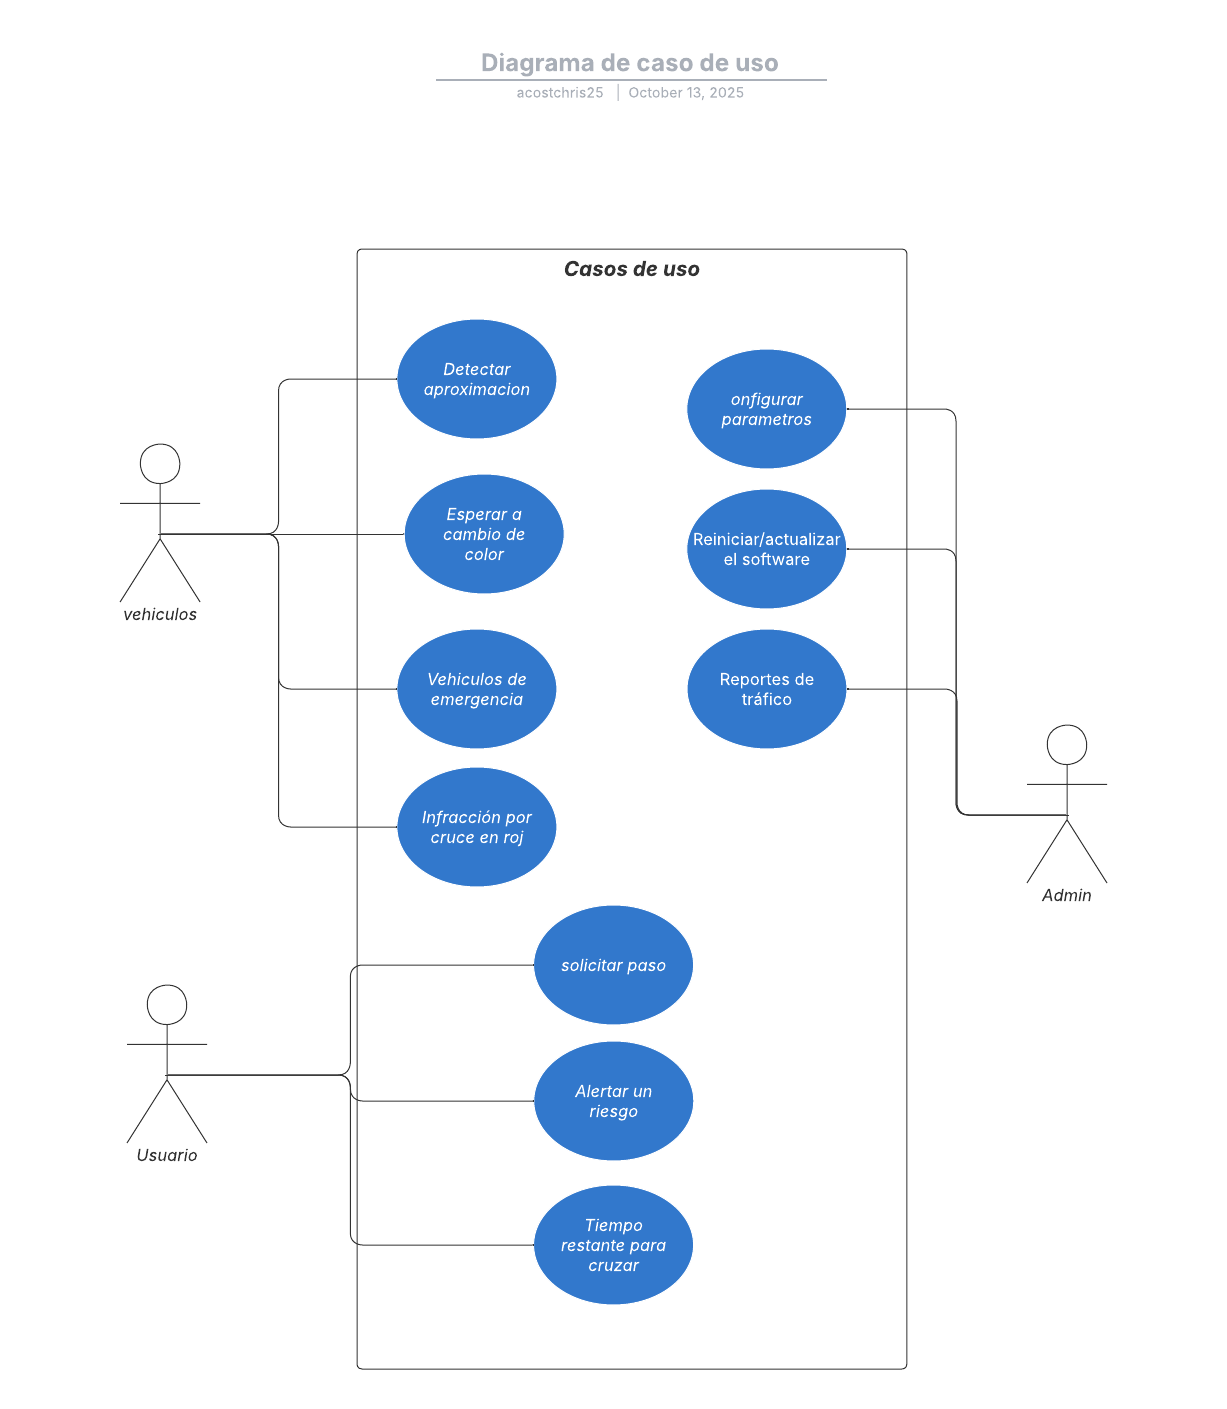 Diagrama de caso de uso
acostchris25 | October 13, 2025
Casos de uso
Detectar
aproximacion
onfigurar
parametros
Esperar a
cambio de
color
Reiniciar/actualizar
el software
vehiculos
Vehiculos de
emergencia
Reportes de
tráfico
Infracción por
cruce en roj
Admin
solicitar paso
Alertar un
riesgo
Usuario
Tiempo
restante para
cruzar